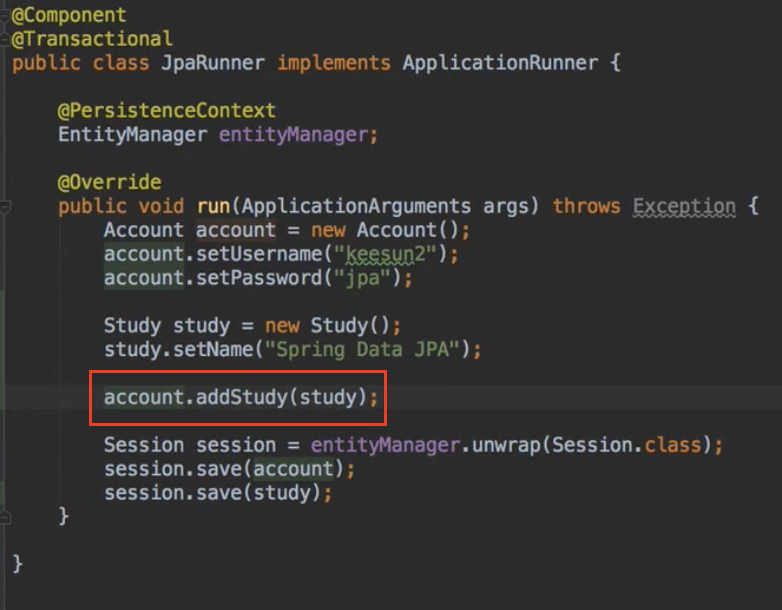 @Component
@Transactional
public class JpaRunner implements ApplicationRunner {
@PersistenceContext
EntityManager entityManager;
@Override
public void run(ApplicationArguments args) throws Exception {
Account account = new Account();
account.setUsername("keesun2");
account.setPassword("jpa");
Study study = new Study();
study.setName("Spring Data JPA");
account.addStudy(study);
Session session = entityManager.unwrap(Session.class);
session.save(account);
session.save(study);
}
}